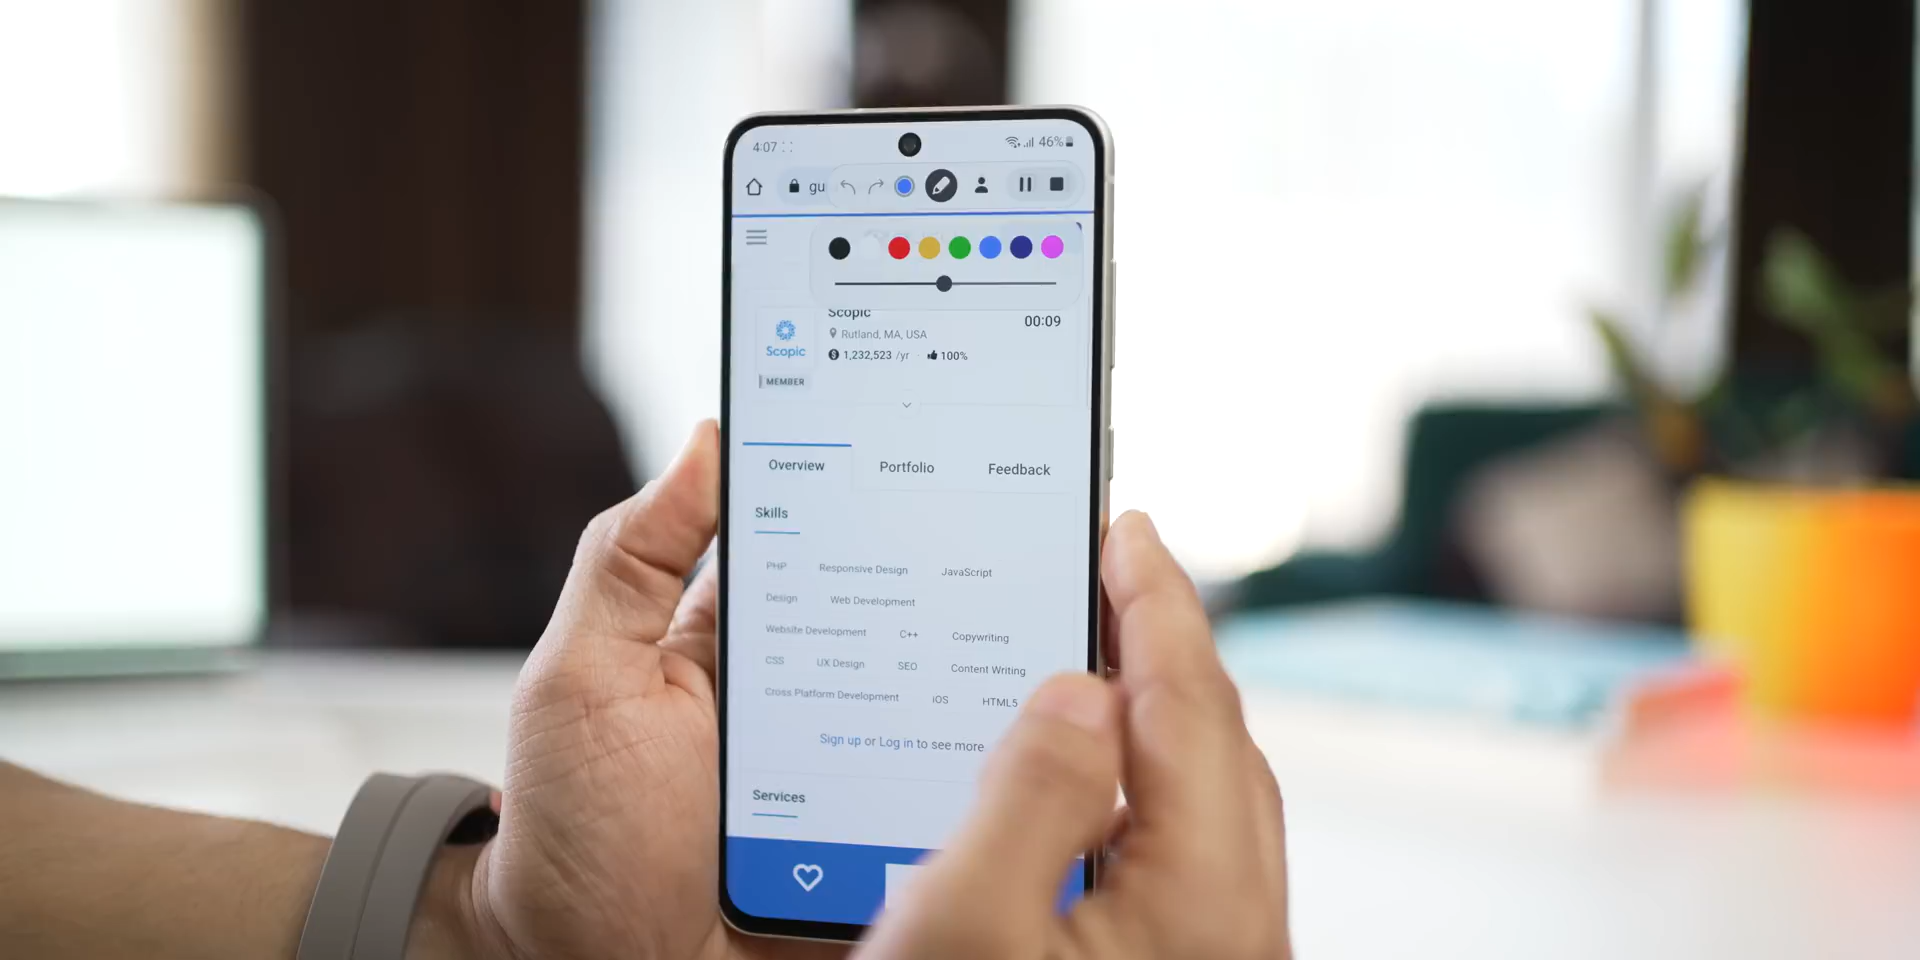 4:07 46%
gu
Scopic
Rutland, MA, USA 00:09
1,232,523 /yr 100%
Scopic
MEMBER
Overview Portfolio Feedback
Skills
PHP Responsive Design JavaScript
Design Web Development
Website Development C++ Copywriting
CSS UX Design SEO Content Writing
Cross Platform Development iOS HTML5
Sign up or Log in to see more
Services